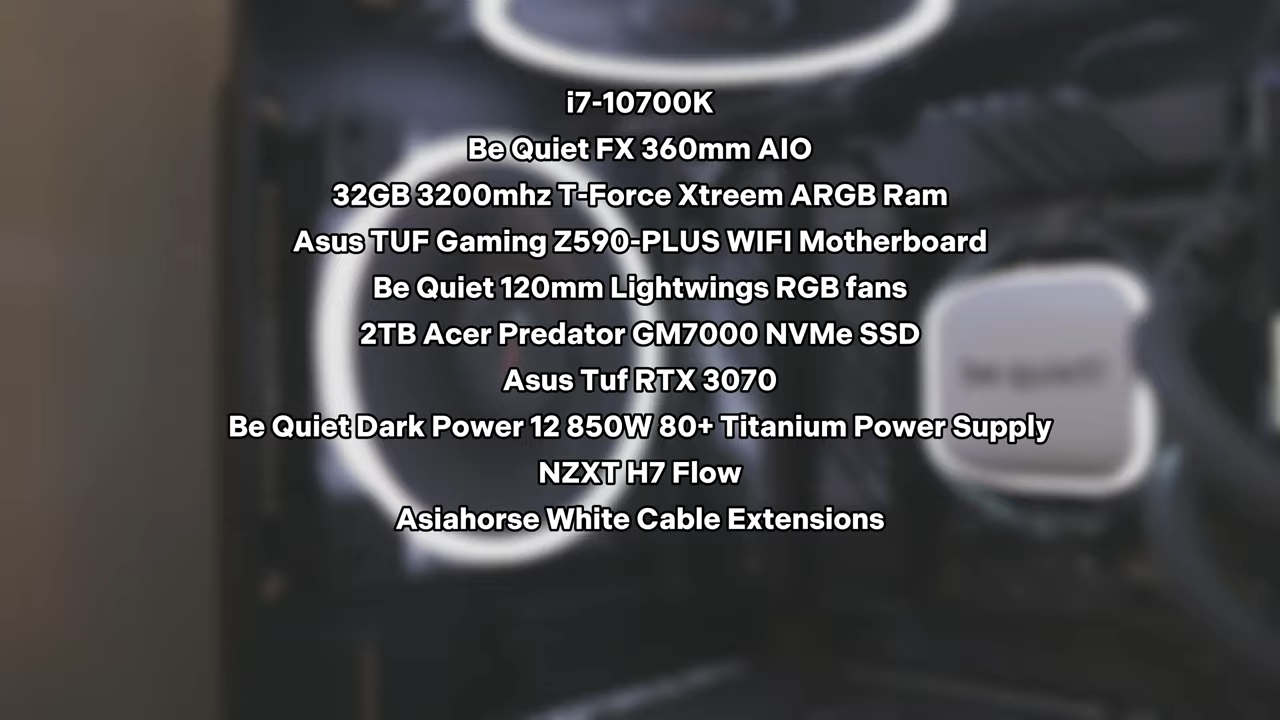 i7-10700K
Be Quiet FX 360mm AIO
32GB 3200mhz T-Force Xtreem ARGB Ram
Asus TUF Gaming Z590-PLUS WIFI Motherboard
Be Quiet 120mm Lightwings RGB fans
2TB Acer Predator GM7000 NVMe SSD
Asus Tuf RTX 3070
Be Quiet Dark Power 12 850W 80+ Titanium Power Supply
NZXT H7 Flow
Asiahorse White Cable Extensions